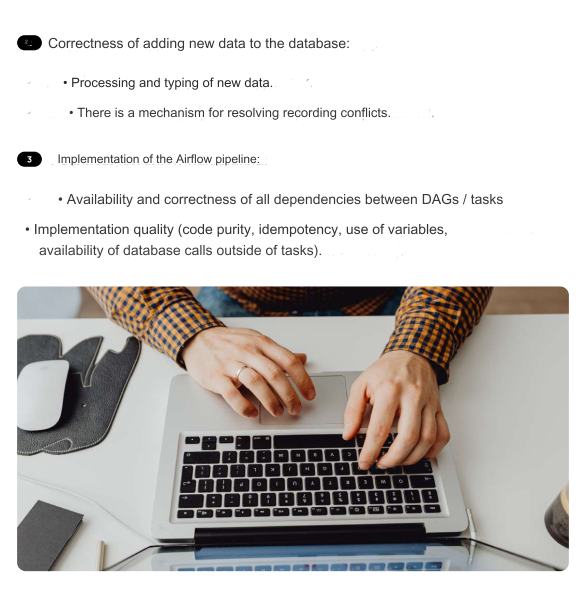 Correctness of adding new data to the database:
• Processing and typing of new data.
• There is a mechanism for resolving recording conflicts.
3 Implementation of the Airflow pipeline:
• Availability and correctness of all dependencies between DAGs / tasks
• Implementation quality (code purity, idempotency, use of variables,
availability of database calls outside of tasks).